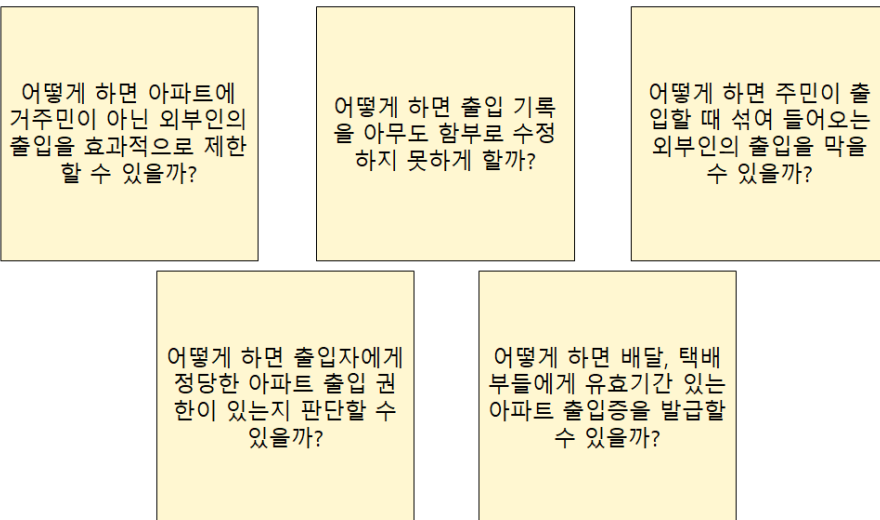 어떻게 하면 아파트에
거주민이 아닌 외부인의
출입을 효과적으로 제한
할 수 있을까?
어떻게 하면 출입 기록
을 아무도 함부로 수정
하지 못하게 할까?
어떻게 하면 주민이 출
입할 때 섞여 들어오는
외부인의 출입을 막을
수 있을까?
어떻게 하면 출입자에게
정당한 아파트 출입 권
한이 있는지 판단할 수
있을까?
어떻게 하면 배달, 택배
부들에게 유효기간 있는
아파트 출입증을 발급할
수 있을까?